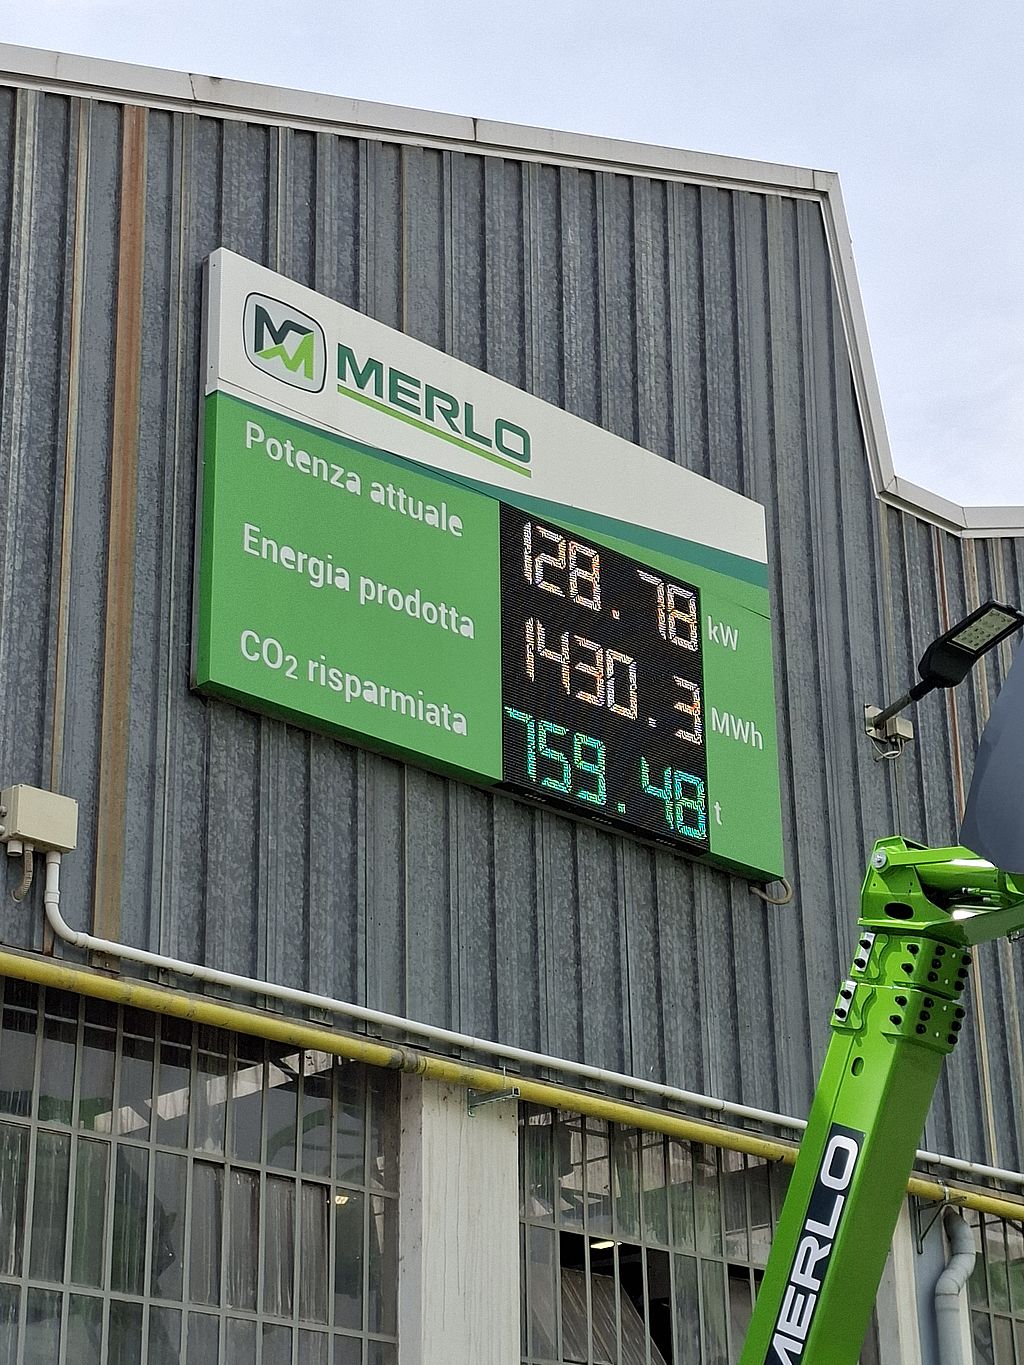 MERLO
Potenza attuale 128.78 kW
Energia prodotta 1430.3 MWh
CO₂ risparmiata 759.48 t
MERLO